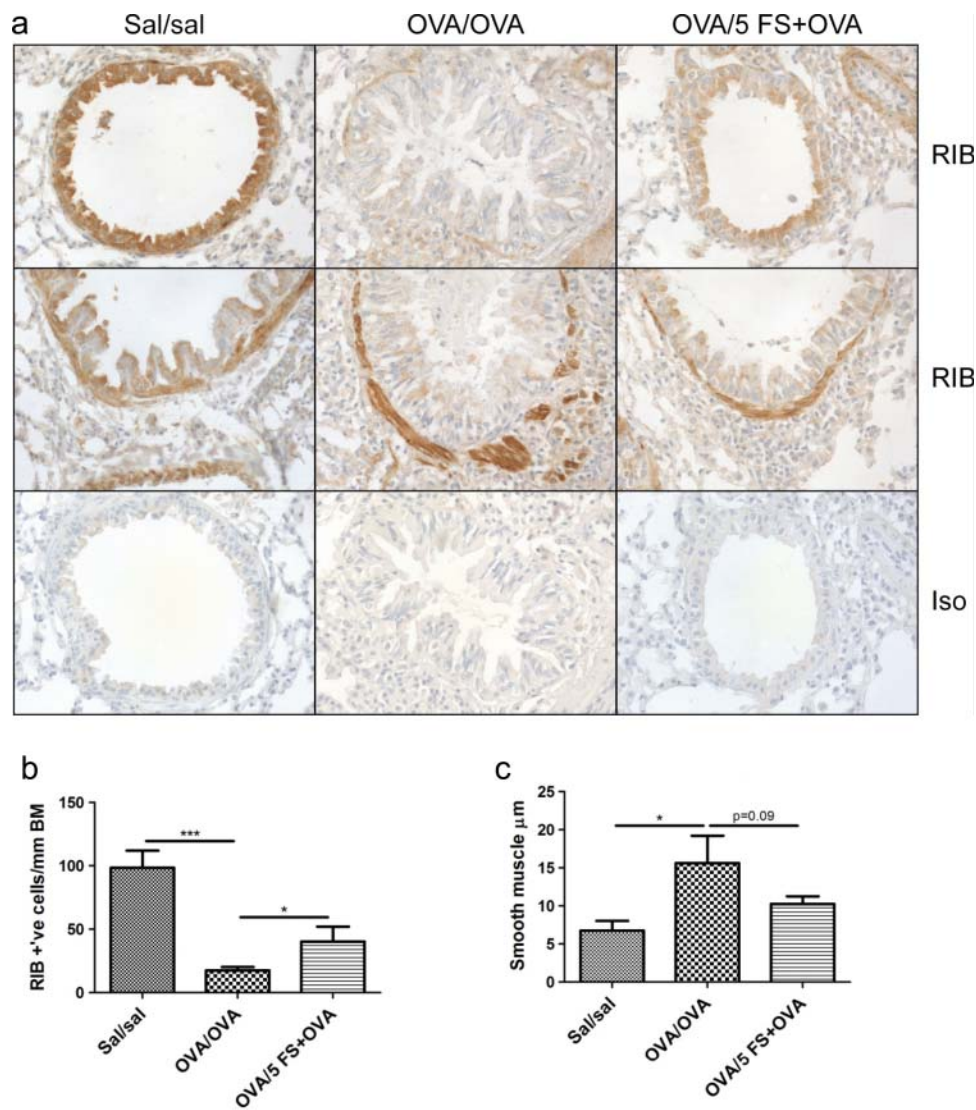 a
Sal/sal OVA/OVA OVA/5 FS+OVA
RIB
RIB
Iso
b
RIB +'ve cells/mm BM
150
100
50
0
***
*
Sal/sal
OVA/OVA
OVA/5 FS+OVA
c
Smooth muscle μm
25
20
15
10
5
0
*
p=0.09
Sal/sal
OVA/OVA
OVA/5 FS+OVA